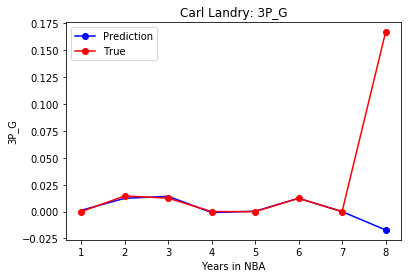 Carl Landry: 3P_G
Prediction
True
0.175
0.150
0.125
0.100
0.075
0.050
0.025
0.000
−0.025
3P_G
1 2 3 4 5 6 7 8
Years in NBA